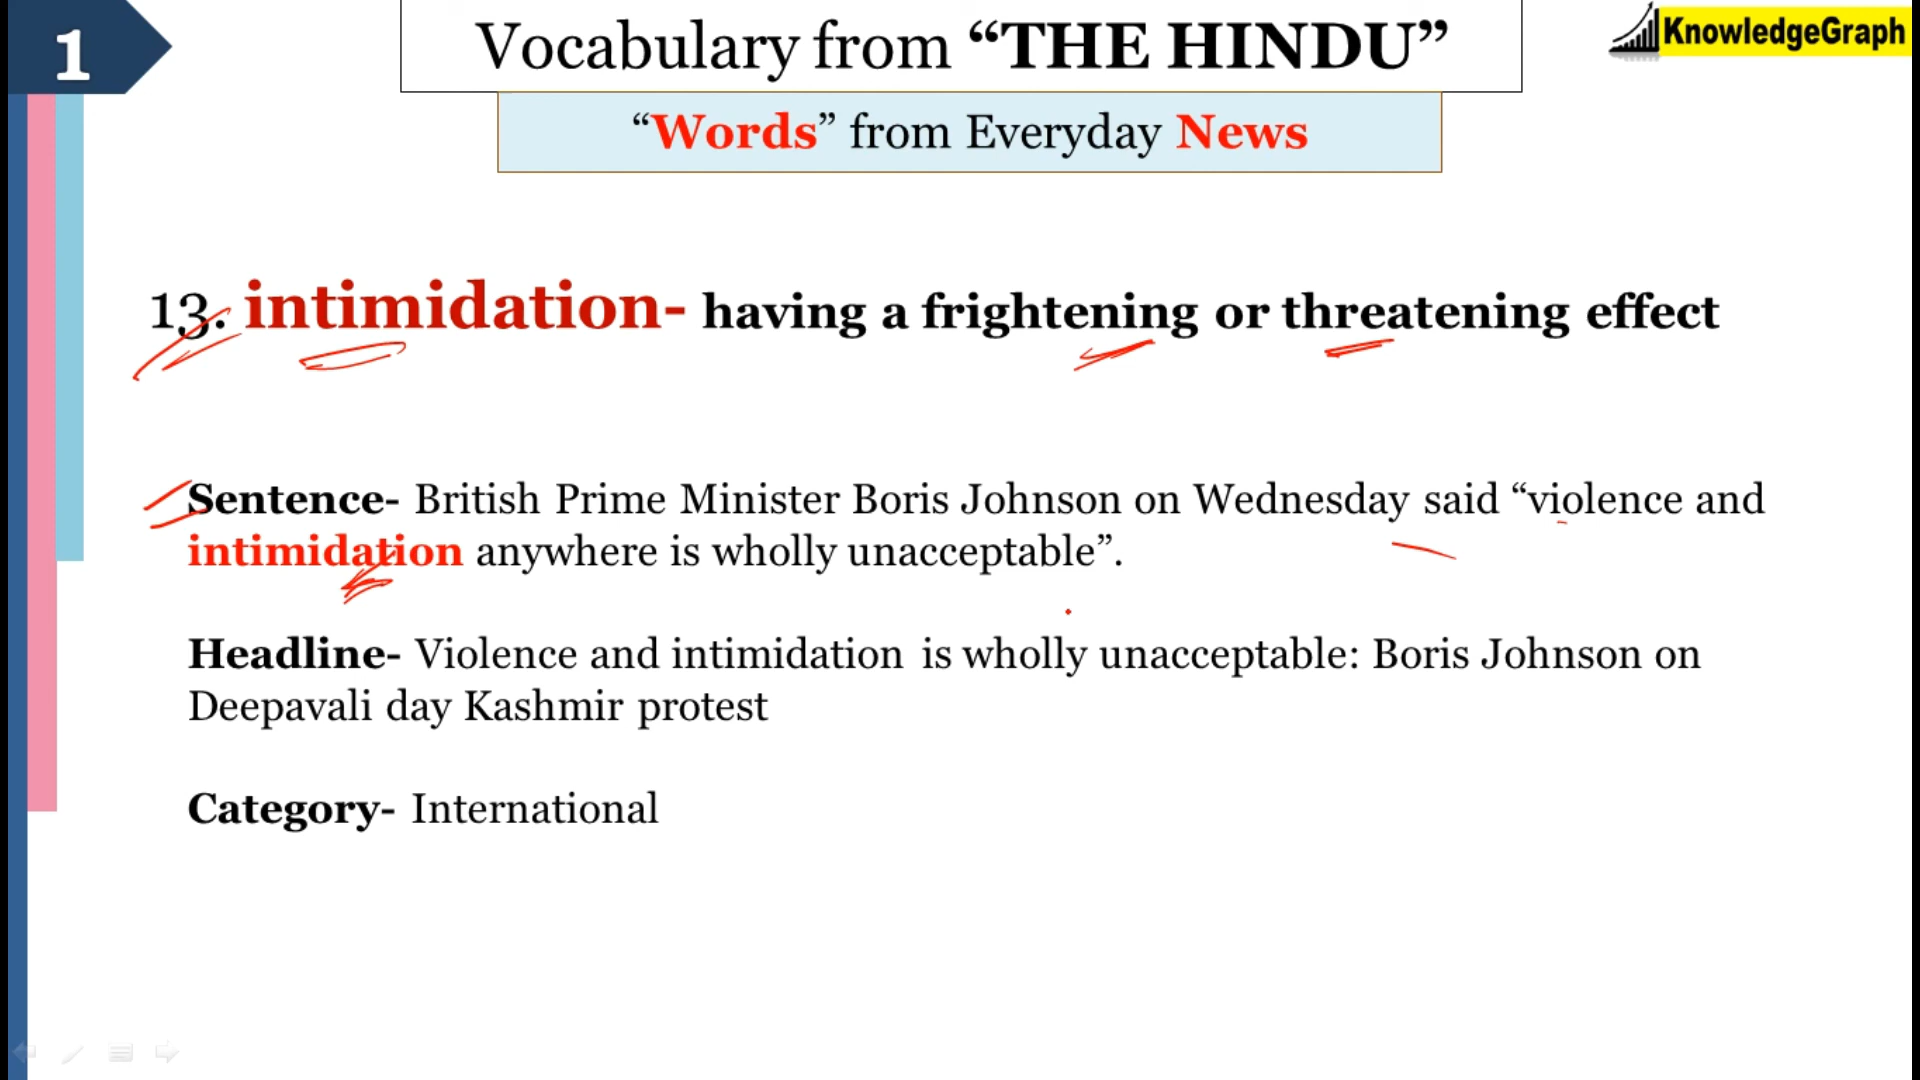 1
Vocabulary from “THE HINDU”
KnowledgeGraph
“Words” from Everyday News
13. intimidation- having a frightening or threatening effect
Sentence- British Prime Minister Boris Johnson on Wednesday said “violence and
intimidation anywhere is wholly unacceptable”.
Headline- Violence and intimidation is wholly unacceptable: Boris Johnson on
Deepavali day Kashmir protest
Category- International